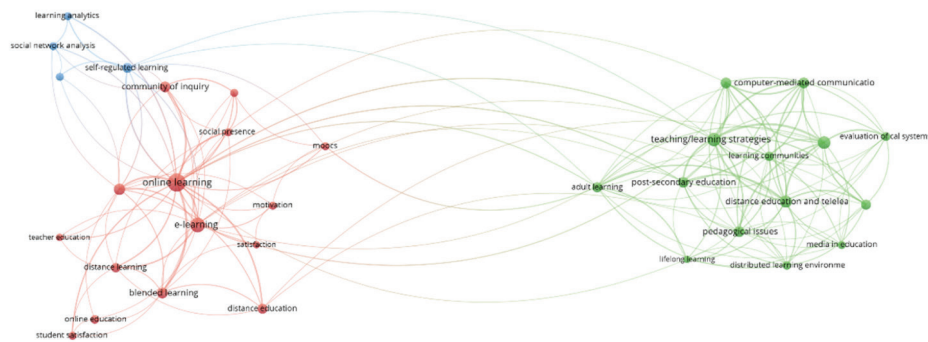 learning analytics
social network analysis
self-regulated learning
community of inquiry
social presence
moocs
online learning
motivation
e-learning
teacher education
satisfaction
distance learning
blended learning
distance education
online education
student satisfaction
computer-mediated communicatio
teaching/learning strategies
evaluation of cal system
learning communities
adult learning
post-secondary education
distance education and telelea
pedagogical issues
media in education
lifelong learning
distributed learning environme